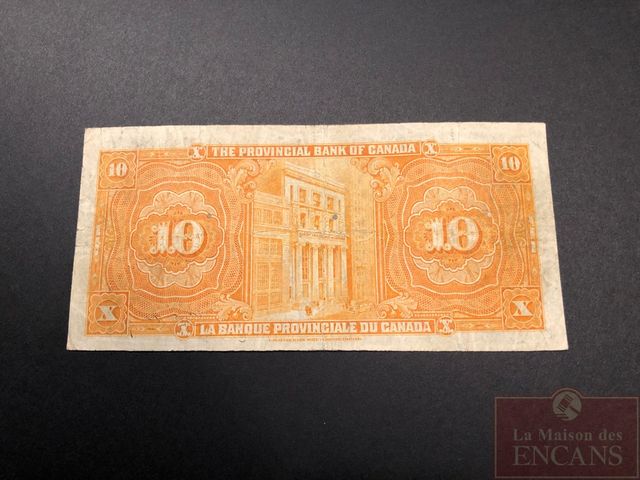 X THE PROVINCIAL BANK OF CANADA X
10 10
10 10
X X
X LA BANQUE PROVINCIALE DU CANADA X
La Maison des
ENCANS